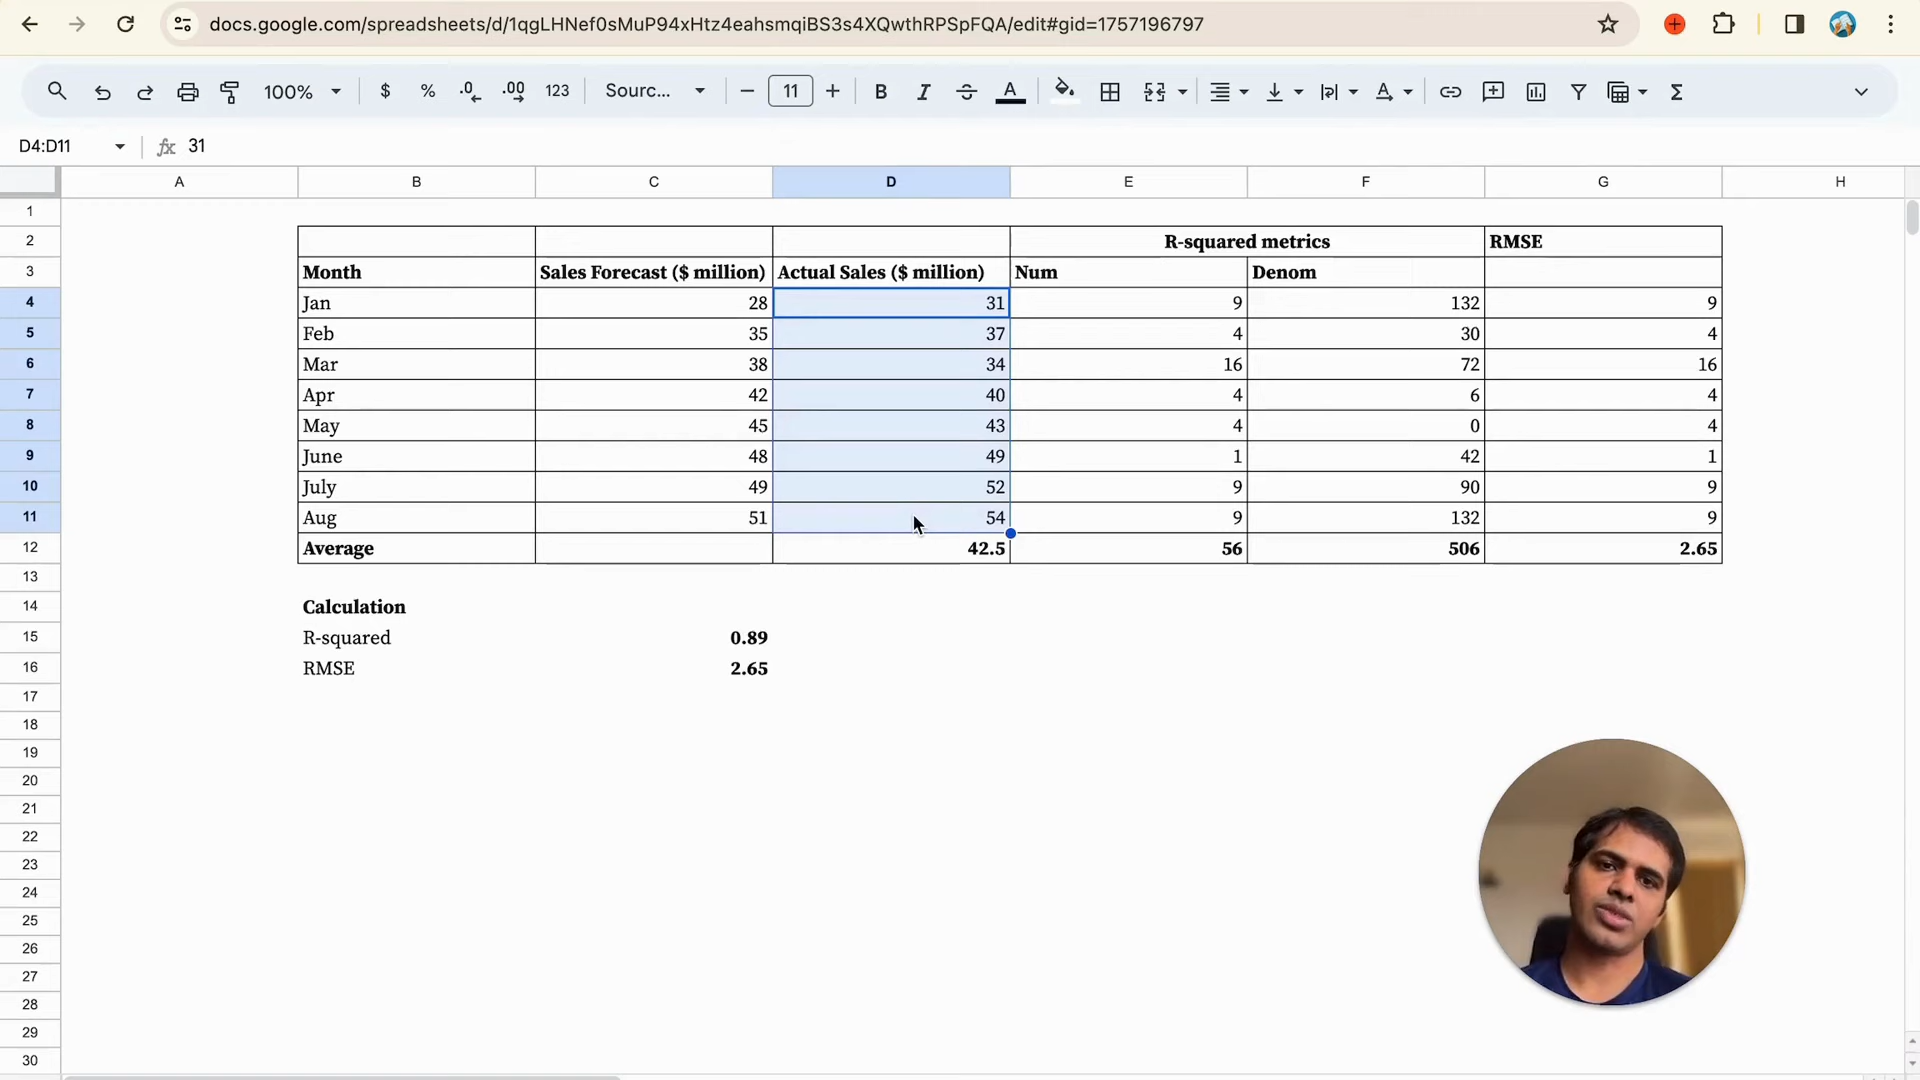 docs.google.com/spreadsheets/d/1qgLHNef0sMuP94xHtz4eahsmqiBS3s4XQwthRPSpFQA/edit#gid=1757196797
100% $ % .0 .00 123 Sourc... 11 B I A Σ
D4:D11 fx 31
A B C D E F G H
1
2 R-squared metrics RMSE
3 Month Sales Forecast ($ million) Actual Sales ($ million) Num Denom
4 Jan 28 31 9 132 9
5 Feb 35 37 4 30 4
6 Mar 38 34 16 72 16
7 Apr 42 40 4 6 4
8 May 45 43 4 0 4
9 June 48 49 1 42 1
10 July 49 52 9 90 9
11 Aug 51 54 9 132 9
12 Average 42.5 56 506 2.65
13
14 Calculation
15 R-squared 0.89
16 RMSE 2.65
17
18
19
20
21
22
23
24
25
26
27
28
29
30